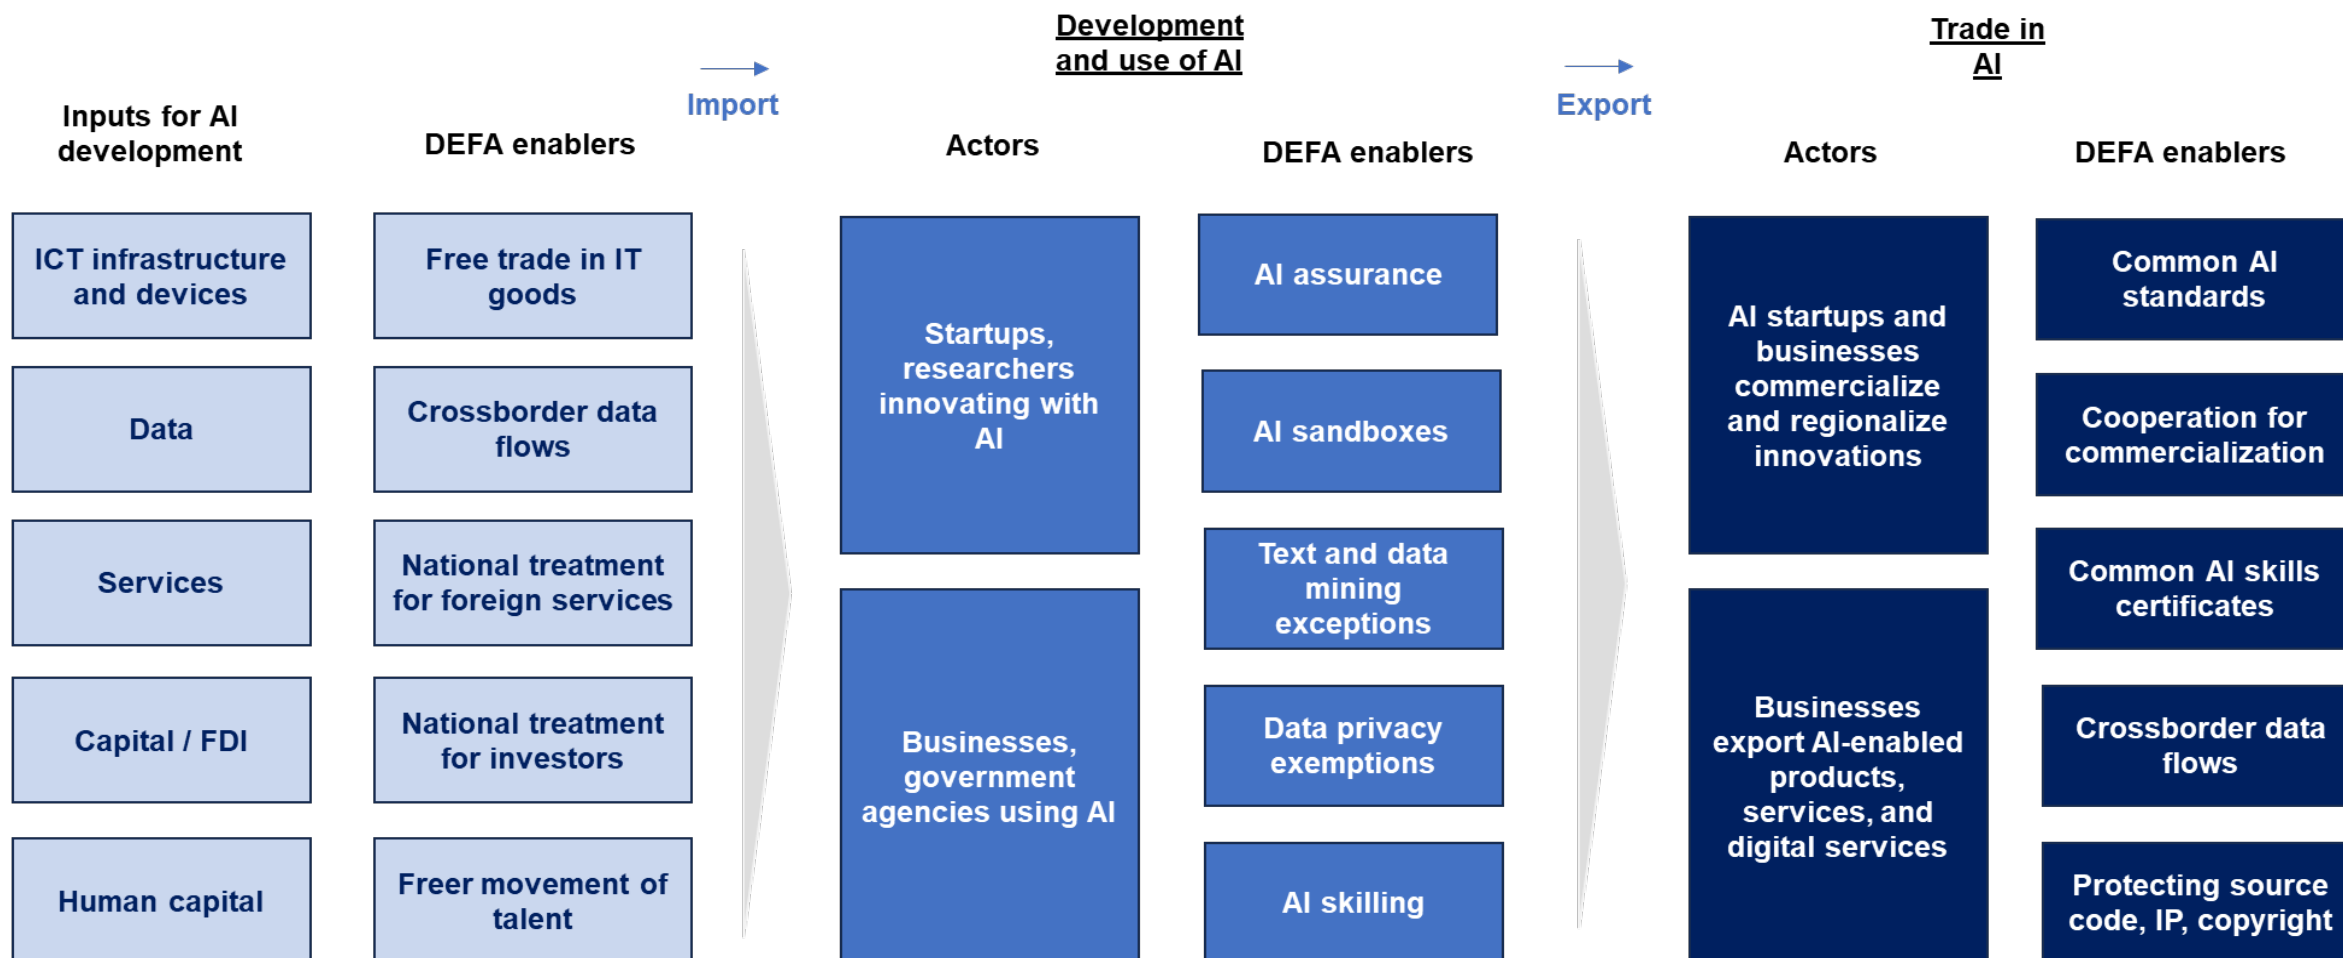 Development
and use of AI
Trade in
AI
Import
Export
Inputs for AI
development
DEFA enablers
Actors
DEFA enablers
Actors
DEFA enablers
ICT infrastructure
and devices
Data
Services
Capital / FDI
Human capital
Free trade in IT
goods
Crossborder data
flows
National treatment
for foreign services
National treatment
for investors
Freer movement of
talent
Startups,
researchers
innovating with
AI
Businesses,
government
agencies using AI
AI assurance
AI sandboxes
Text and data
mining
exceptions
Data privacy
exemptions
AI skilling
AI startups and
businesses
commercialize
and regionalize
innovations
Businesses
export AI-enabled
products,
services, and
digital services
Common AI
standards
Cooperation for
commercialization
Common AI skills
certificates
Crossborder data
flows
Protecting source
code, IP, copyright